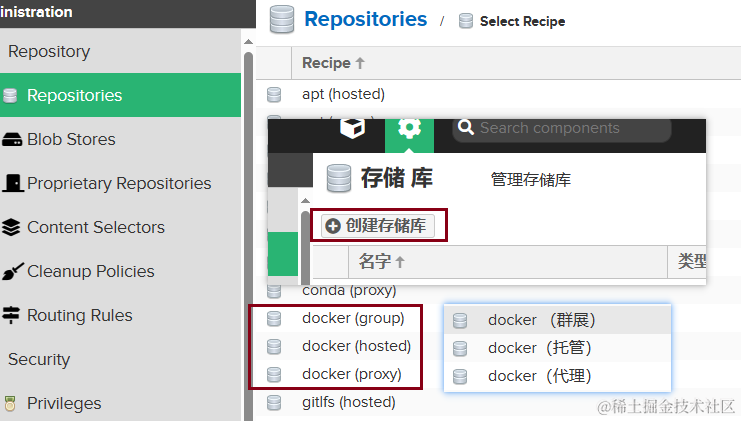 nistration
Repositories / Select Recipe
Repository
Recipe ↑
Repositories
apt (hosted)
Search components
Blob Stores
Proprietary Repositories
存储 库
管理存储库
Content Selectors
创建存储库
名字 ↑
类型
Cleanup Policies
conda (proxy)
Routing Rules
docker (group)
docker (群展)
docker (hosted)
docker (托管)
Security
docker (proxy)
docker (代理)
Privileges
gitlfs (hosted)
@稀土掘金技术社区